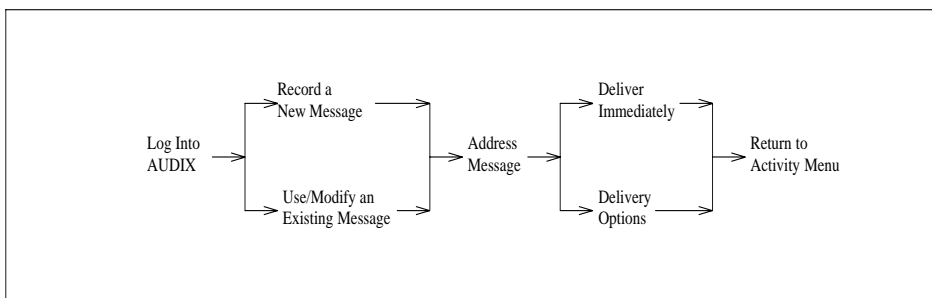 Log Into
AUDIX
Record a
New Message
Use/Modify an
Existing Message
Address
Message
Deliver
Immediately
Delivery
Options
Return to
Activity Menu